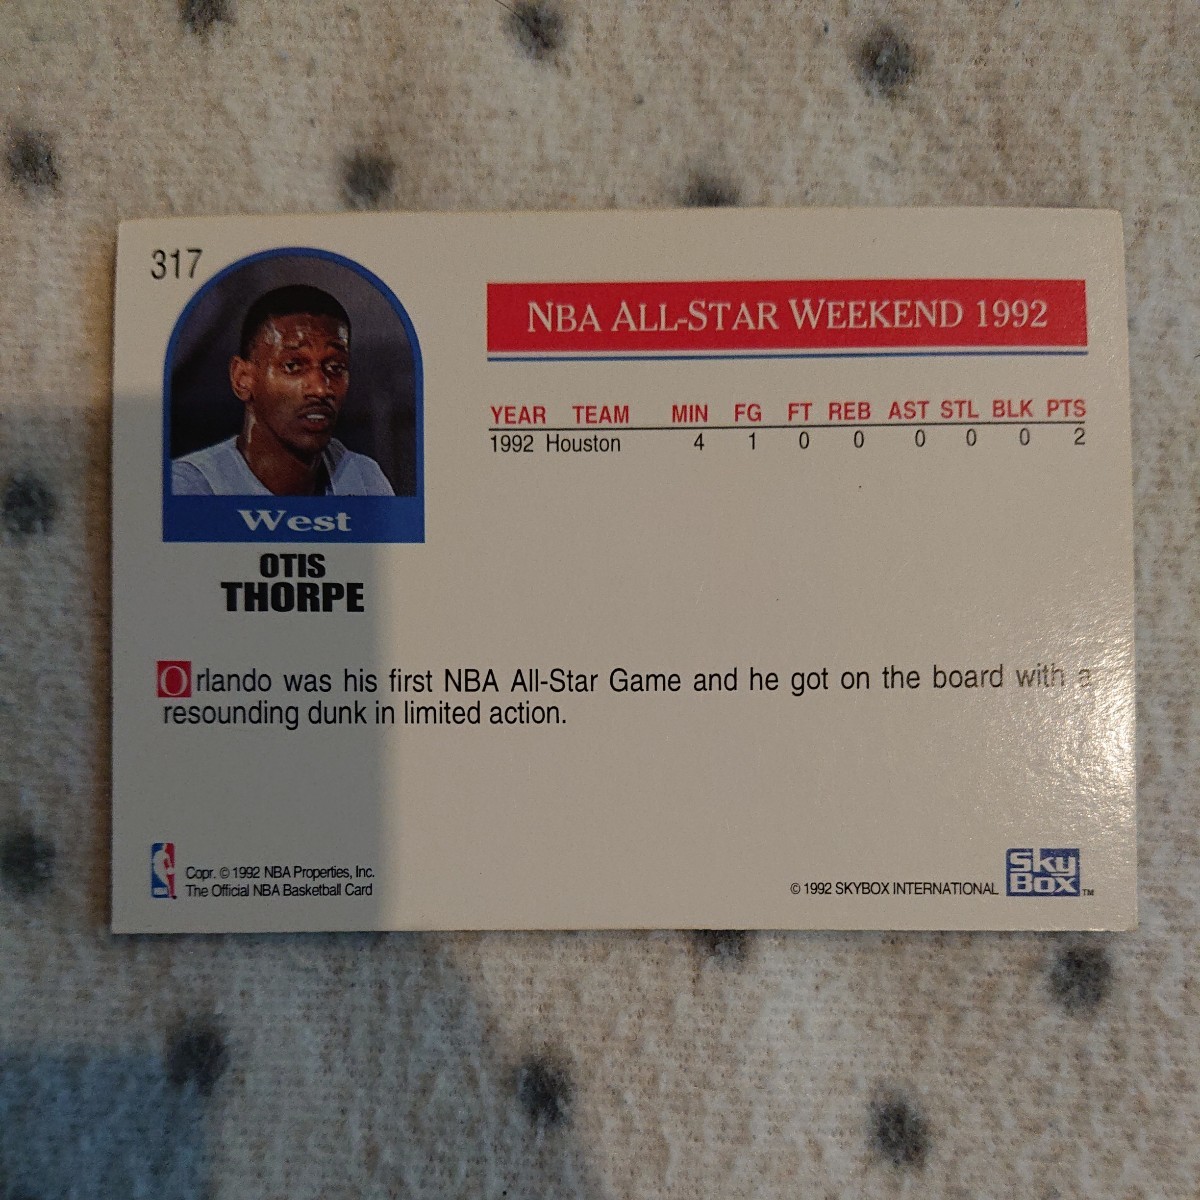 317
NBA ALL-STAR WEEKEND 1992
YEAR TEAM MIN FG FT REB AST STL BLK PTS
1992 Houston 4 1 0 0 0 0 0 2
West
OTIS
THORPE
Orlando was his first NBA All-Star Game and he got on the board with a
resounding dunk in limited action.
Copr. © 1992 NBA Properties, Inc.
The Official NBA Basketball Card
© 1992 SKYBOX INTERNATIONAL
Sky
Box™